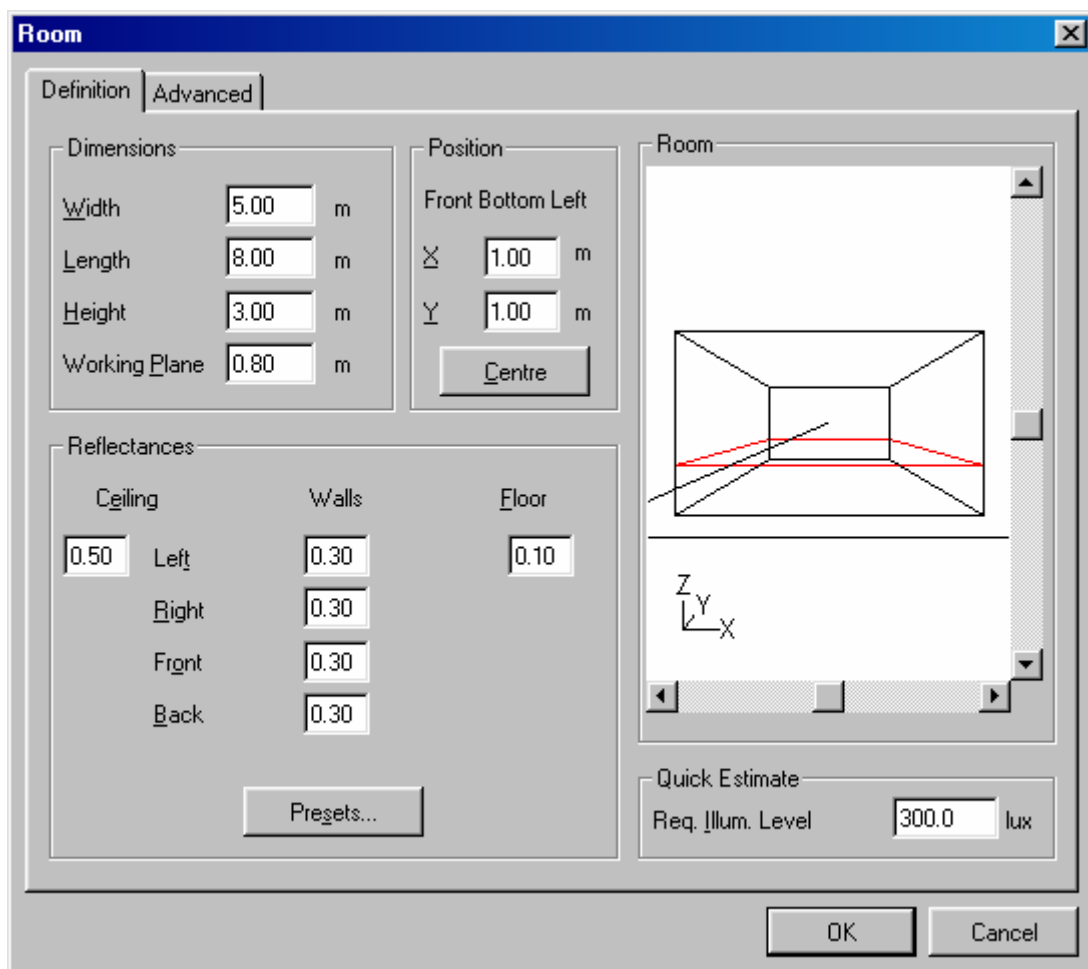 Room
Definition
Advanced
Dimensions
Width 5.00 m
Length 8.00 m
Height 3.00 m
Working Plane 0.80 m
Position
Front Bottom Left
X 1.00 m
Y 1.00 m
Centre
Reflectances
Ceiling Walls Floor
0.50 Left 0.30 0.10
Right 0.30
Front 0.30
Back 0.30
Presets...
Room
Z
Y
X
Quick Estimate
Req. Illum. Level 300.0 lux
OK Cancel